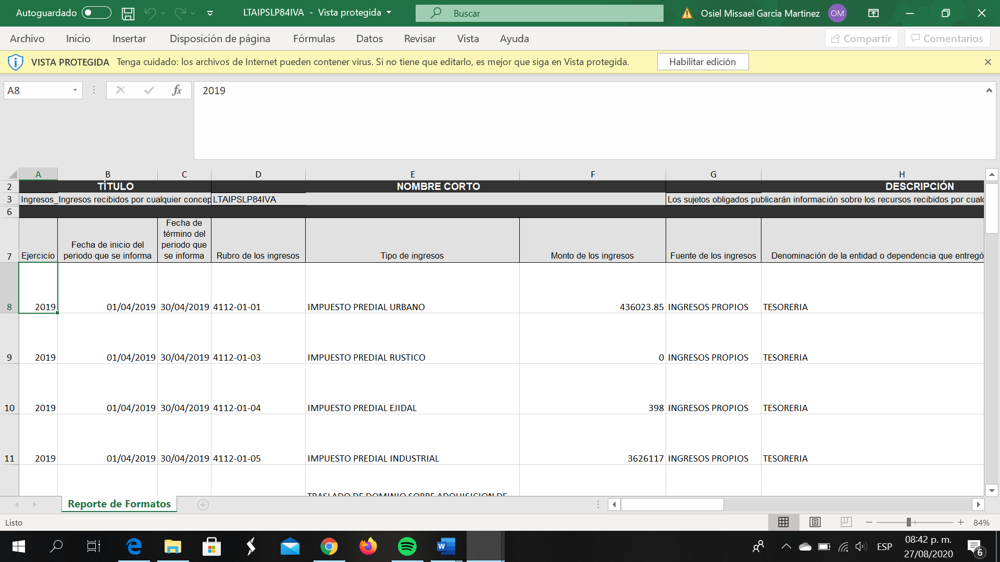 Autoguardado
LTAIPSLP84IVA - Vista protegida
Buscar
Osiel Missael Garcia Martinez
OM
Archivo Inicio Insertar Disposición de página Fórmulas Datos Revisar Vista Ayuda
Compartir
Comentarios
VISTA PROTEGIDA Tenga cuidado: los archivos de Internet pueden contener virus. Si no tiene que editarlo, es mejor que siga en Vista protegida.
Habilitar edición
A8
fx
2019
A B C D E F G H
2 TÍTULO NOMBRE CORTO DESCRIPCIÓN
3 Ingresos_Ingresos recibidos por cualquier concep LTAIPSLP84IVA Los sujetos obligados publicarán información sobre los recursos recibidos por cualc
6
7 Ejercicio
Fecha de inicio del
periodo que se informa
Fecha de
término del
periodo que
se informa
Rubro de los ingresos
Tipo de ingresos
Monto de los ingresos
Fuente de los ingresos
Denominación de la entidad o dependencia que entregó
8 2019 01/04/2019 30/04/2019 4112-01-01 IMPUESTO PREDIAL URBANO 436023.85 INGRESOS PROPIOS TESORERIA
9 2019 01/04/2019 30/04/2019 4112-01-03 IMPUESTO PREDIAL RUSTICO 0 INGRESOS PROPIOS TESORERIA
10 2019 01/04/2019 30/04/2019 4112-01-04 IMPUESTO PREDIAL EJIDAL 398 INGRESOS PROPIOS TESORERIA
11 2019 01/04/2019 30/04/2019 4112-01-05 IMPUESTO PREDIAL INDUSTRIAL 3626117 INGRESOS PROPIOS TESORERIA
TRASLADO DE DOMINIO SOBRE ADQUISICION DE
Reporte de Formatos
Listo
84%
ESP
08:42 p. m.
27/08/2020
6